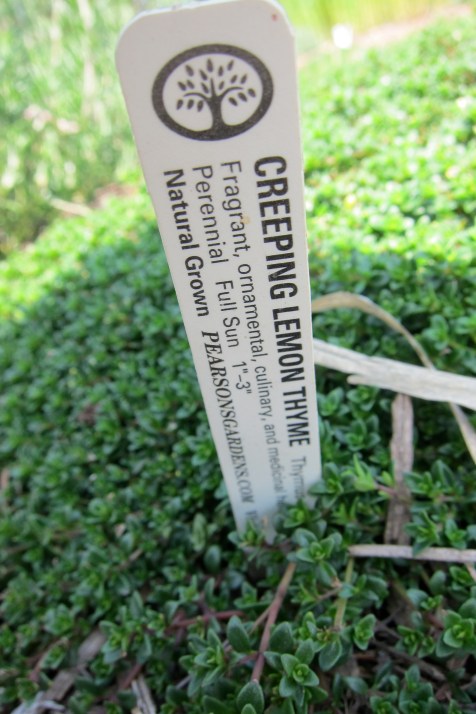 CREEPING LEMON THYME
Fragrant, ornamental, culinary, and medicinal
Perennial Full Sun 1"-3"
Natural Grown PEARSONSGARDENS.COM